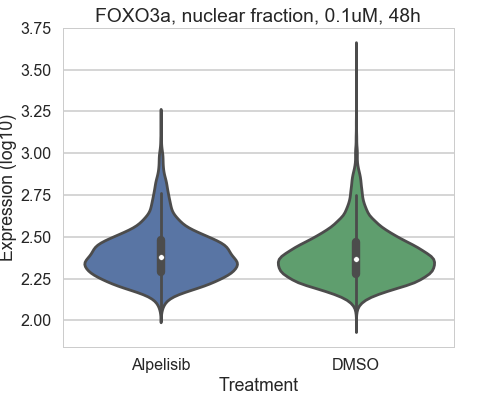 FOXO3a, nuclear fraction, 0.1uM, 48h
3.75
3.50
3.25
3.00
2.75
2.50
2.25
2.00
Expression (log10)
Alpelisib DMSO
Treatment